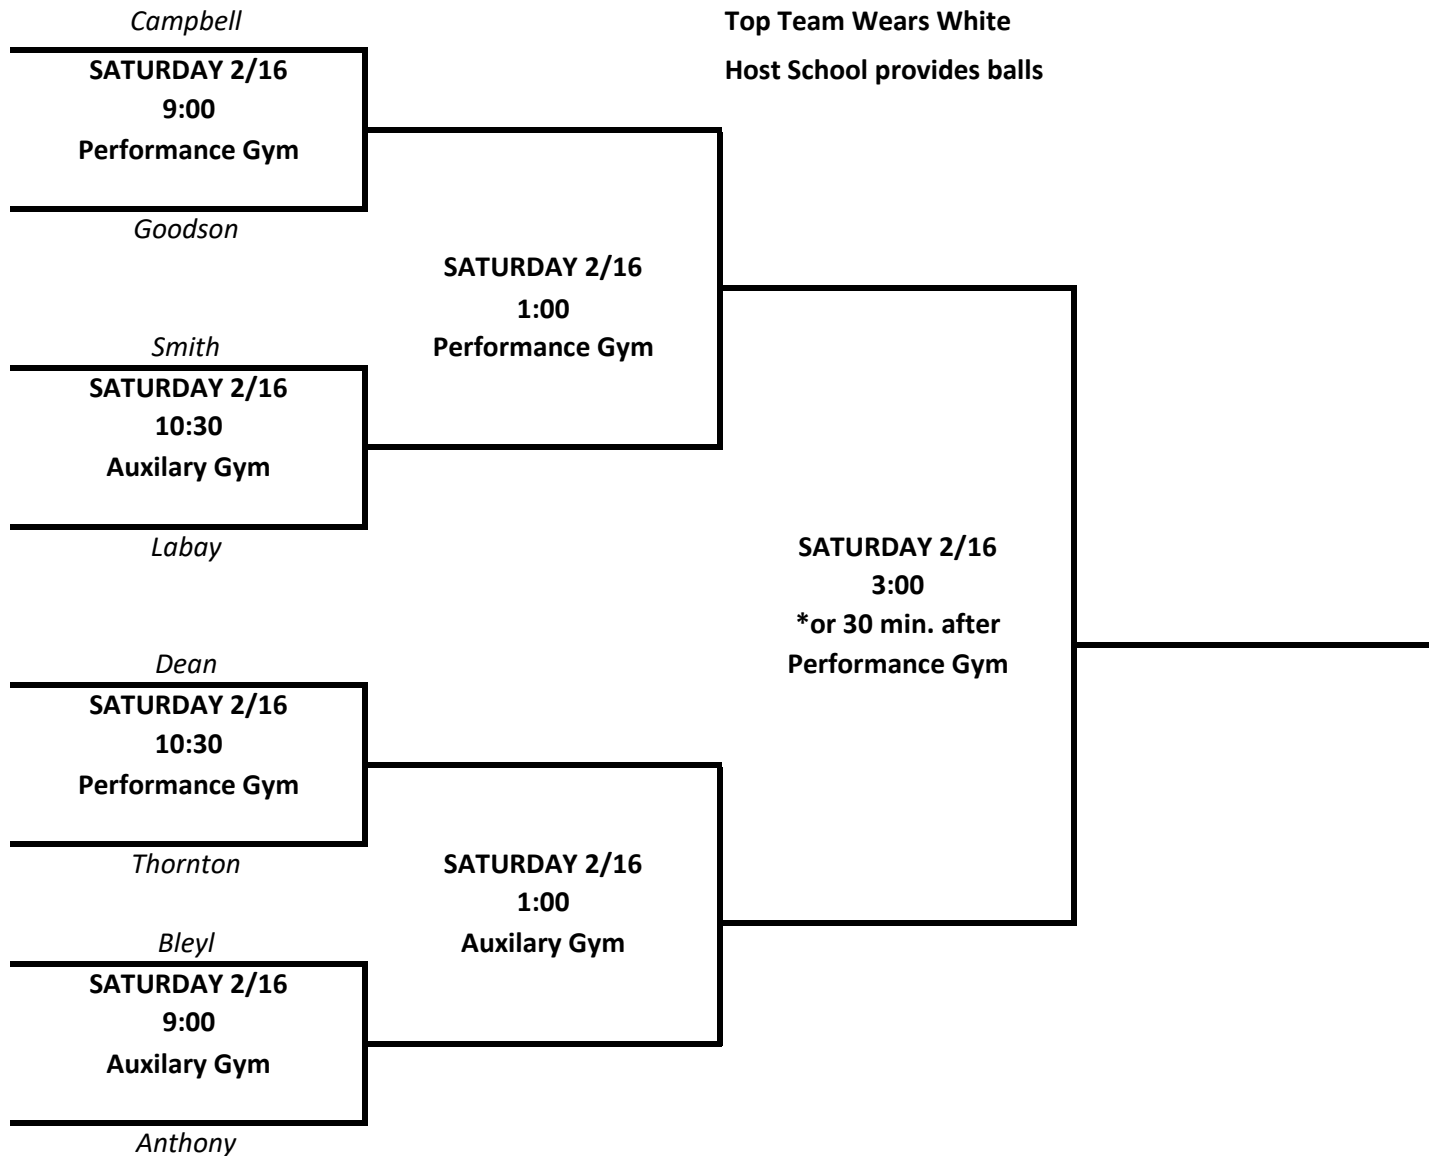 Campbell
Top Team Wears White
SATURDAY 2/16
Host School provides balls
9:00
Performance Gym
Goodson
SATURDAY 2/16
1:00
Performance Gym
Smith
SATURDAY 2/16
10:30
Auxilary Gym
Labay
SATURDAY 2/16
3:00
*or 30 min. after
Performance Gym
Dean
SATURDAY 2/16
10:30
Performance Gym
Thornton
SATURDAY 2/16
1:00
Auxilary Gym
Bleyl
SATURDAY 2/16
9:00
Auxilary Gym
Anthony